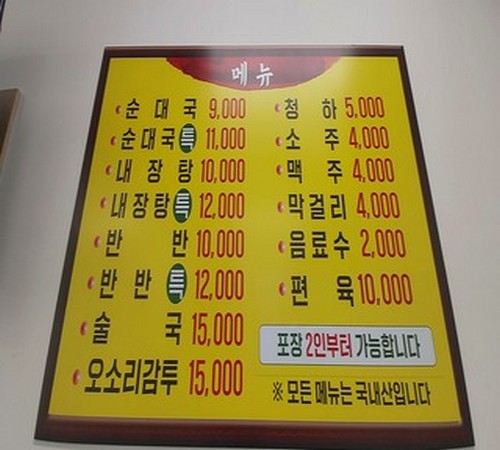 메뉴
순대국 9,000
순대국 특 11,000
내장탕 10,000
내장탕 특 12,000
반반 10,000
반반 특 12,000
술국 15,000
오소리감투 15,000
청하 5,000
소주 4,000
맥주 4,000
막걸리 4,000
음료수 2,000
편육 10,000
포장 2인부터 가능합니다
※ 모든 메뉴는 국내산입니다